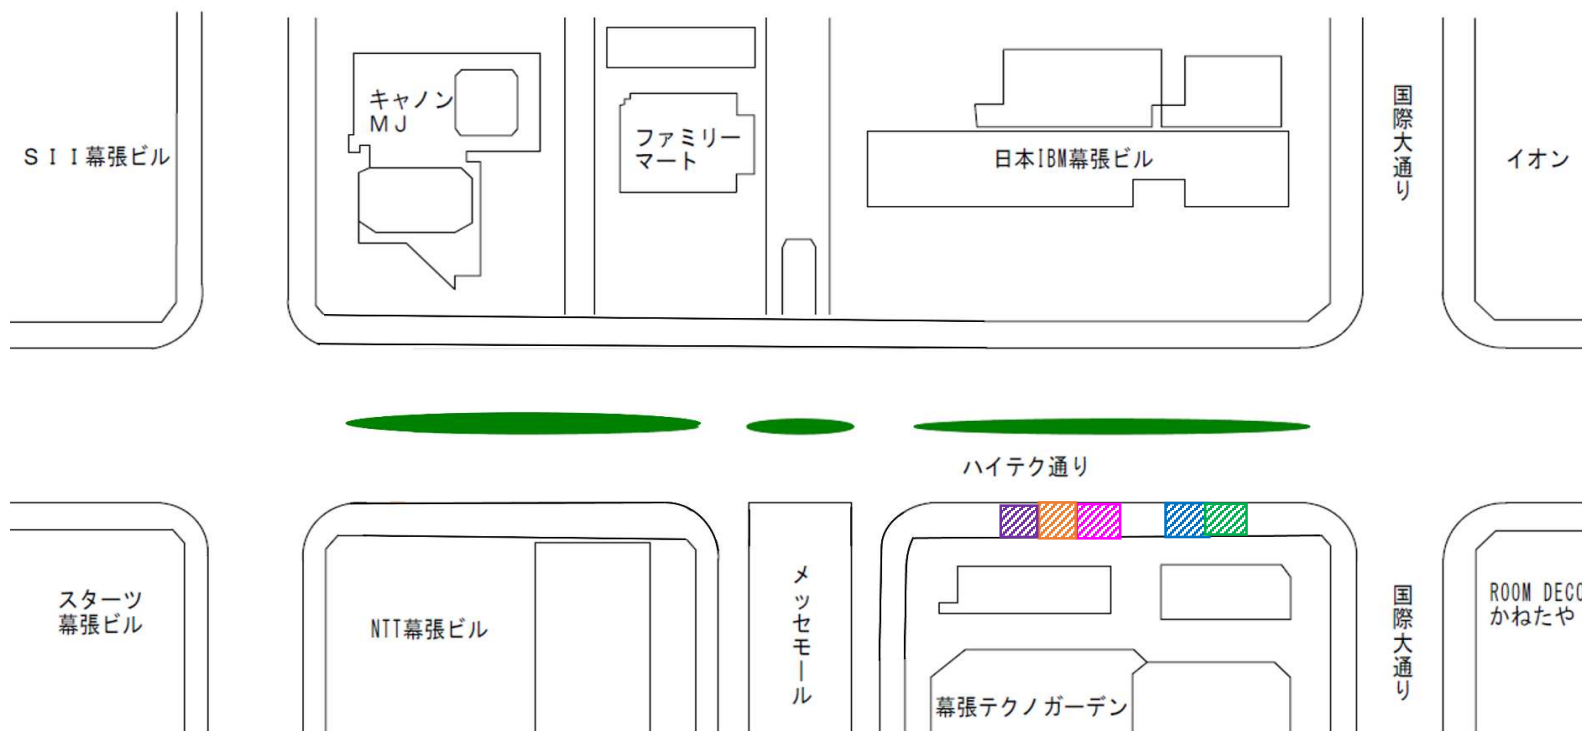 キャノン
ＭＪ
ファミリー
マート
ＳＩＩ幕張ビル
日本IBM幕張ビル
国際大通り
イオン
ハイテク通り
スターツ
幕張ビル
NTT幕張ビル
メッセモール
幕張テクノガーデン
国際大通り
ROOM DECO
かねたや